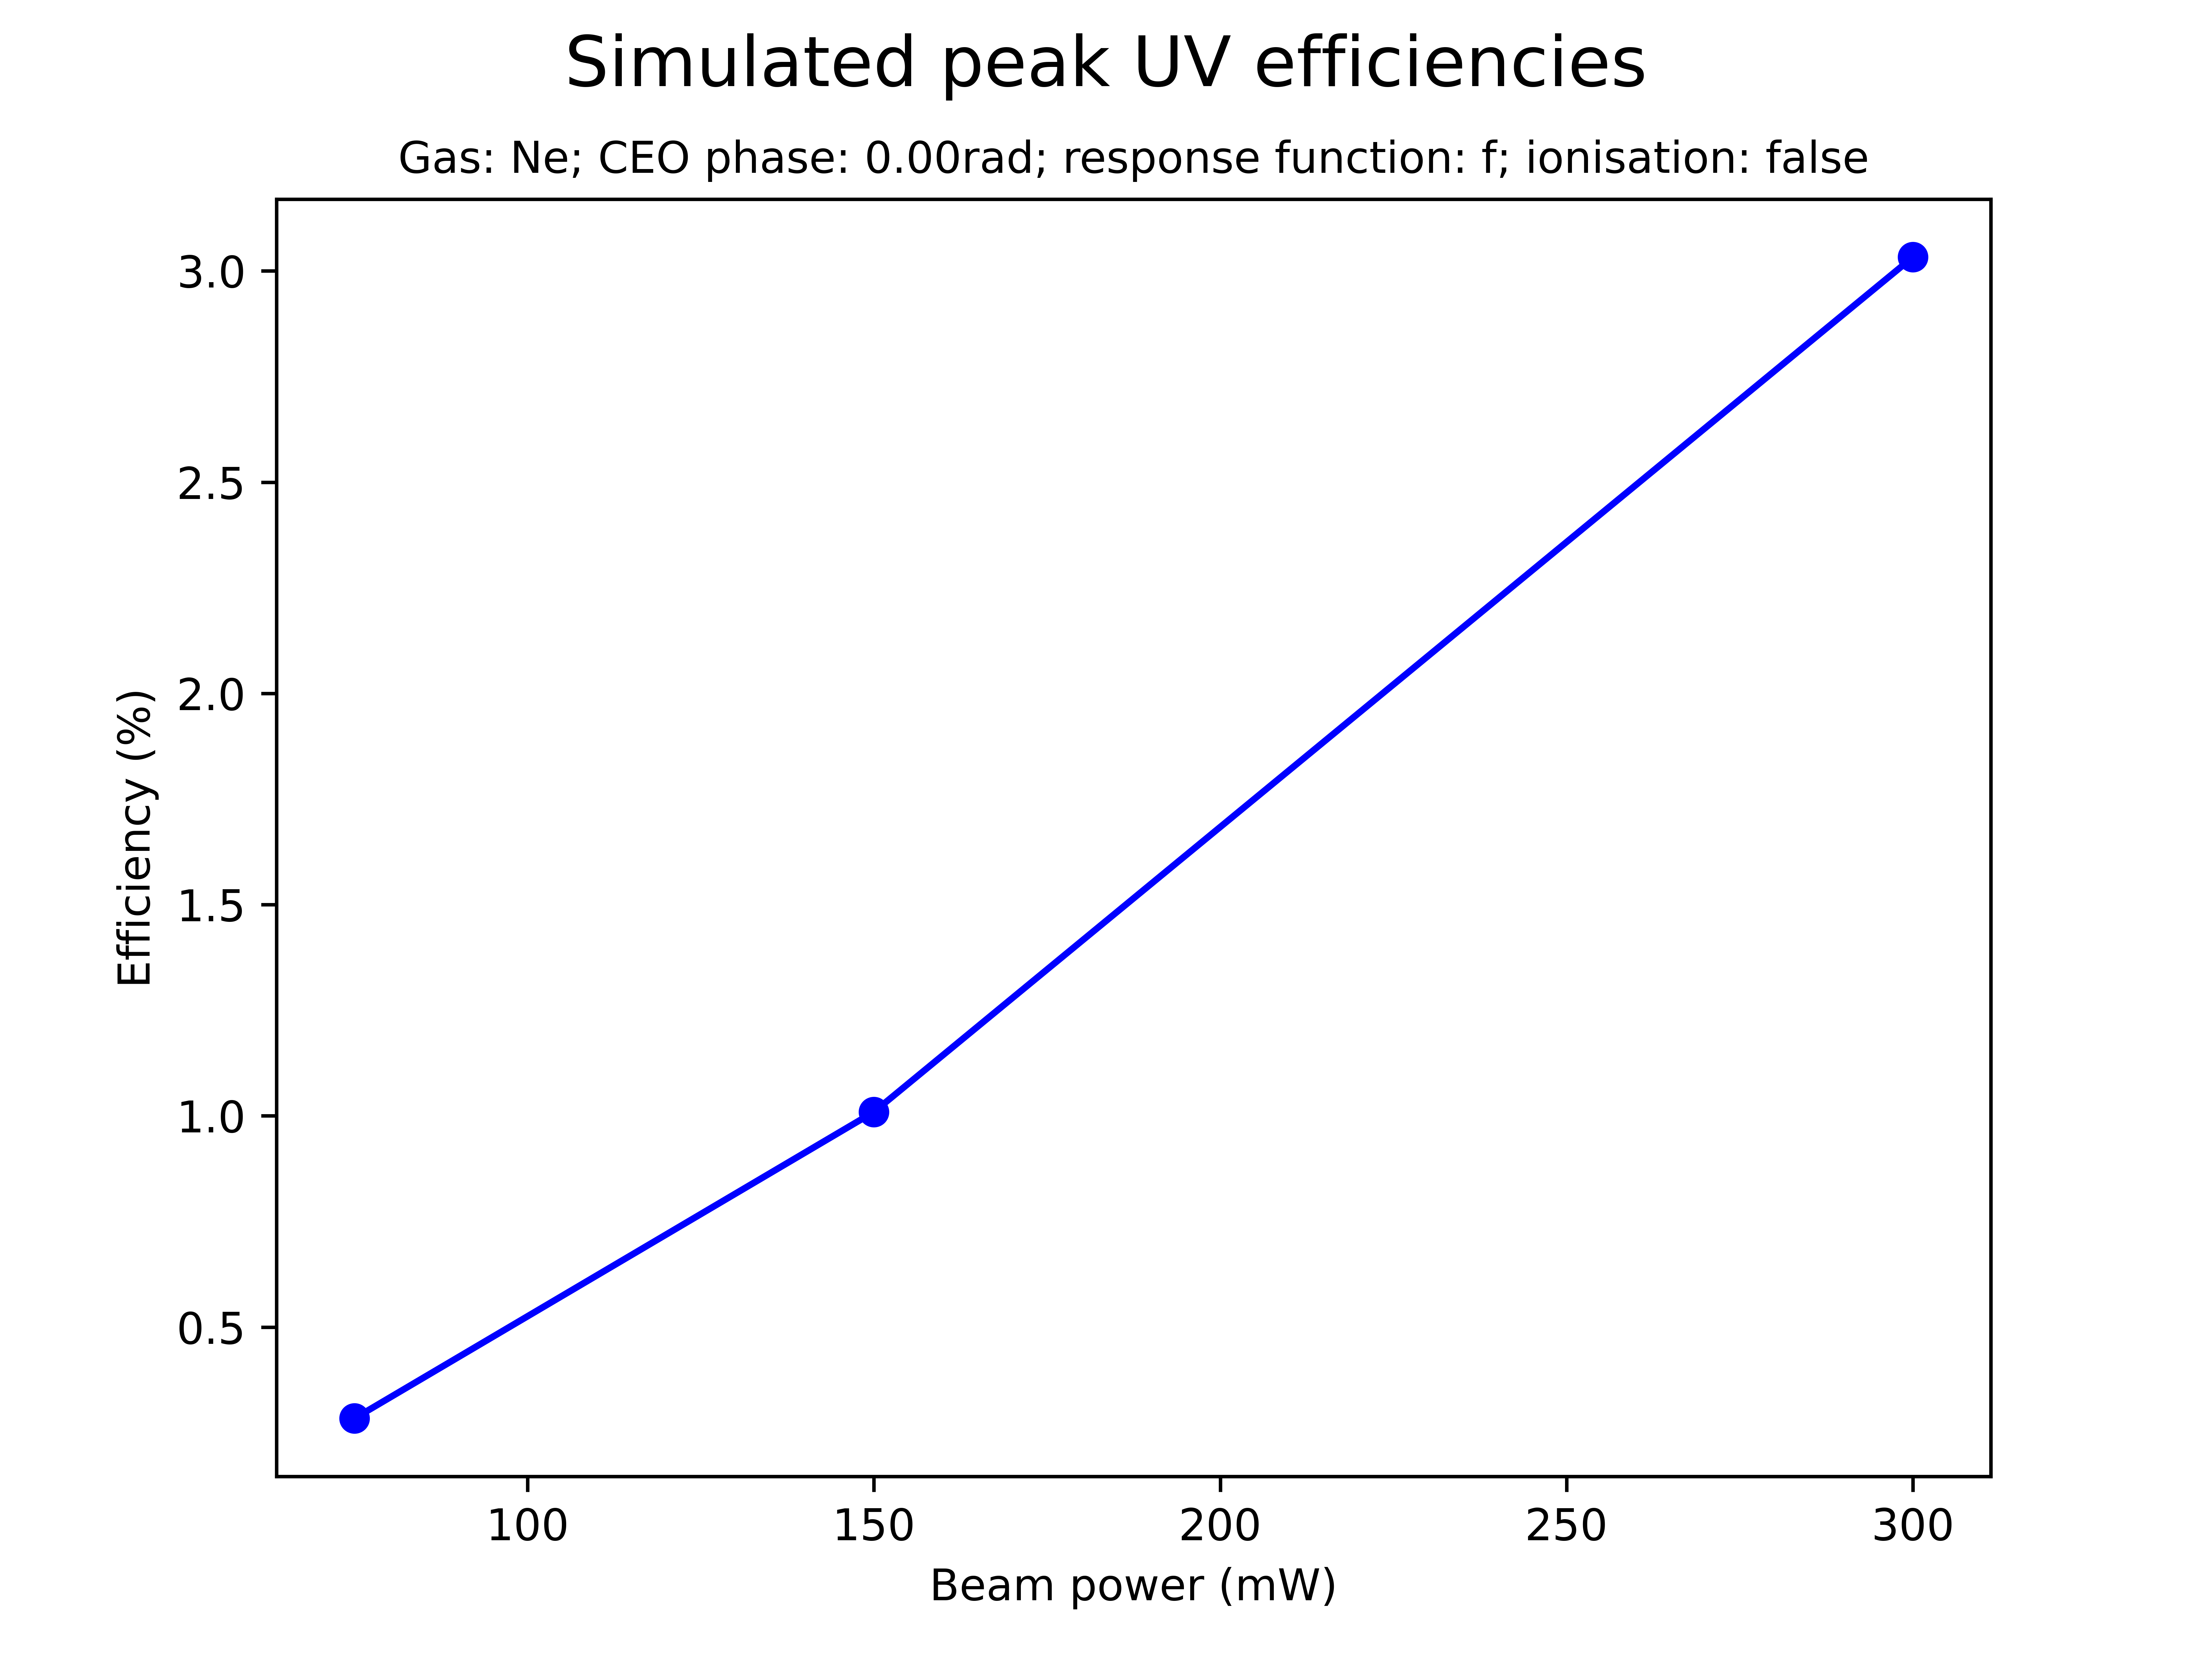 Simulated peak UV efficiencies
Gas: Ne; CEO phase: 0.00rad; response function: f; ionisation: false
3.0
2.5
2.0
1.5
1.0
0.5
Efficiency (%)
100 150 200 250 300
Beam power (mW)